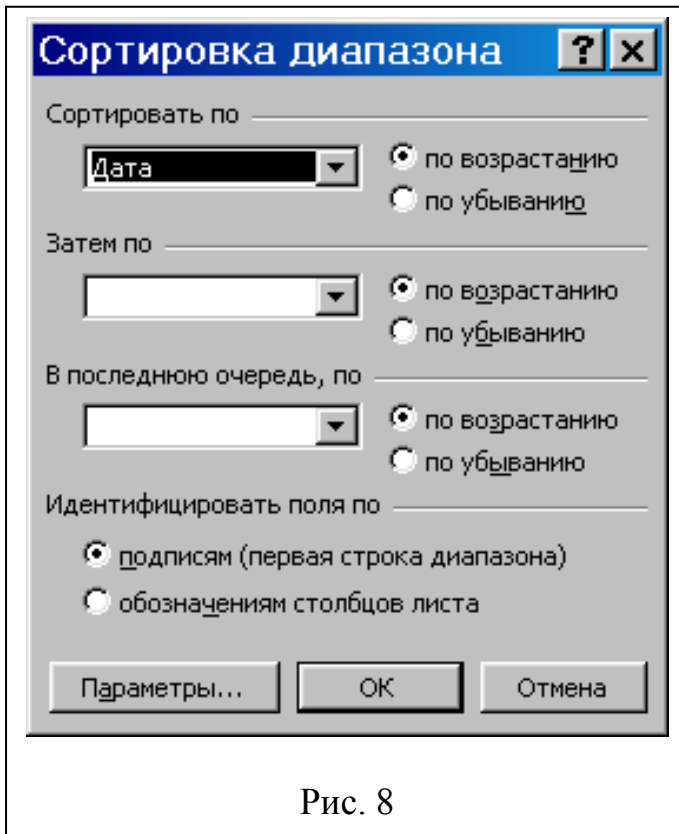 Сортировка диапазона
Сортировать по
Дата
по возрастанию
по убыванию
Затем по
по возрастанию
по убыванию
В последнюю очередь, по
по возрастанию
по убыванию
Идентифицировать поля по
подписям (первая строка диапазона)
обозначениям столбцов листа
Параметры... ОК Отмена
Рис. 8